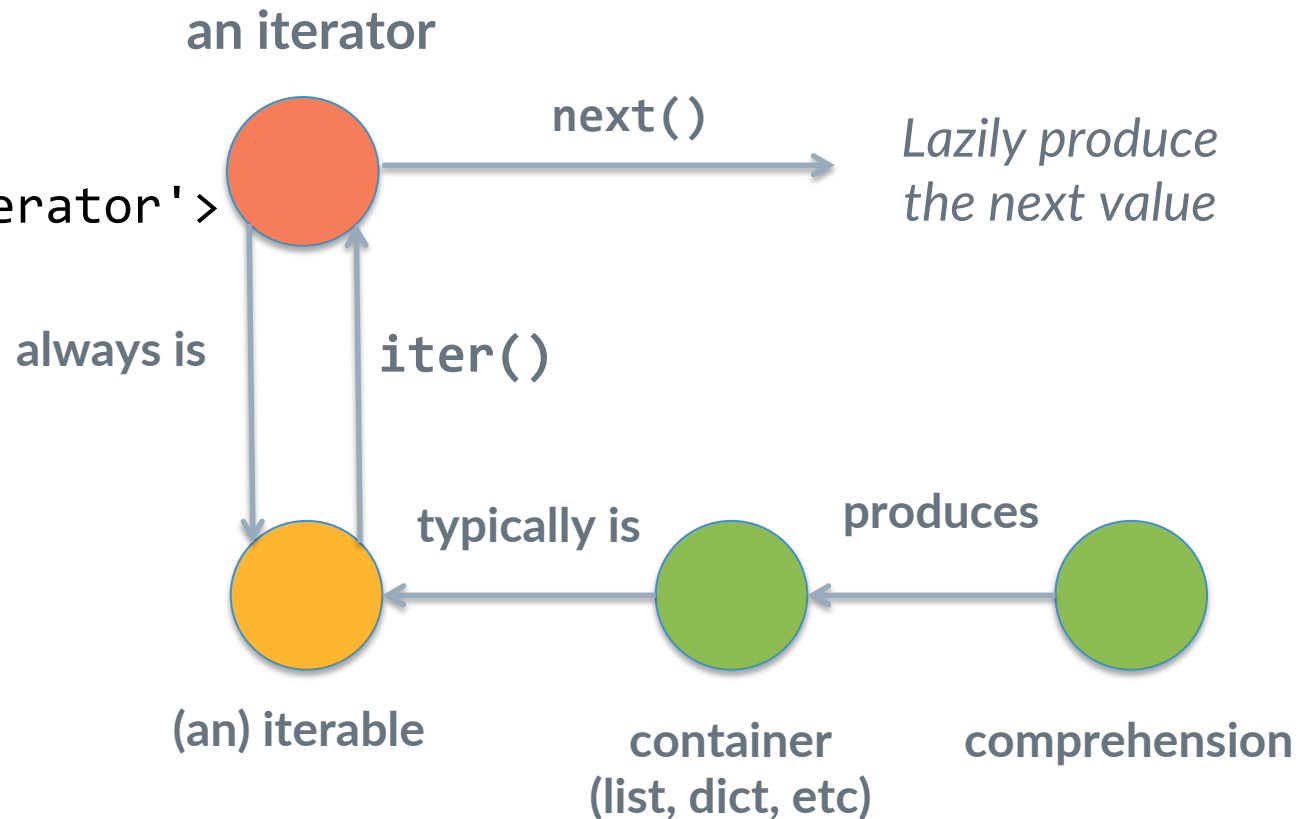 an iterator
next()
Lazily produce
the next value
erator'>
always is
iter()
typically is
produces
(an) iterable
container
(list, dict, etc)
comprehension